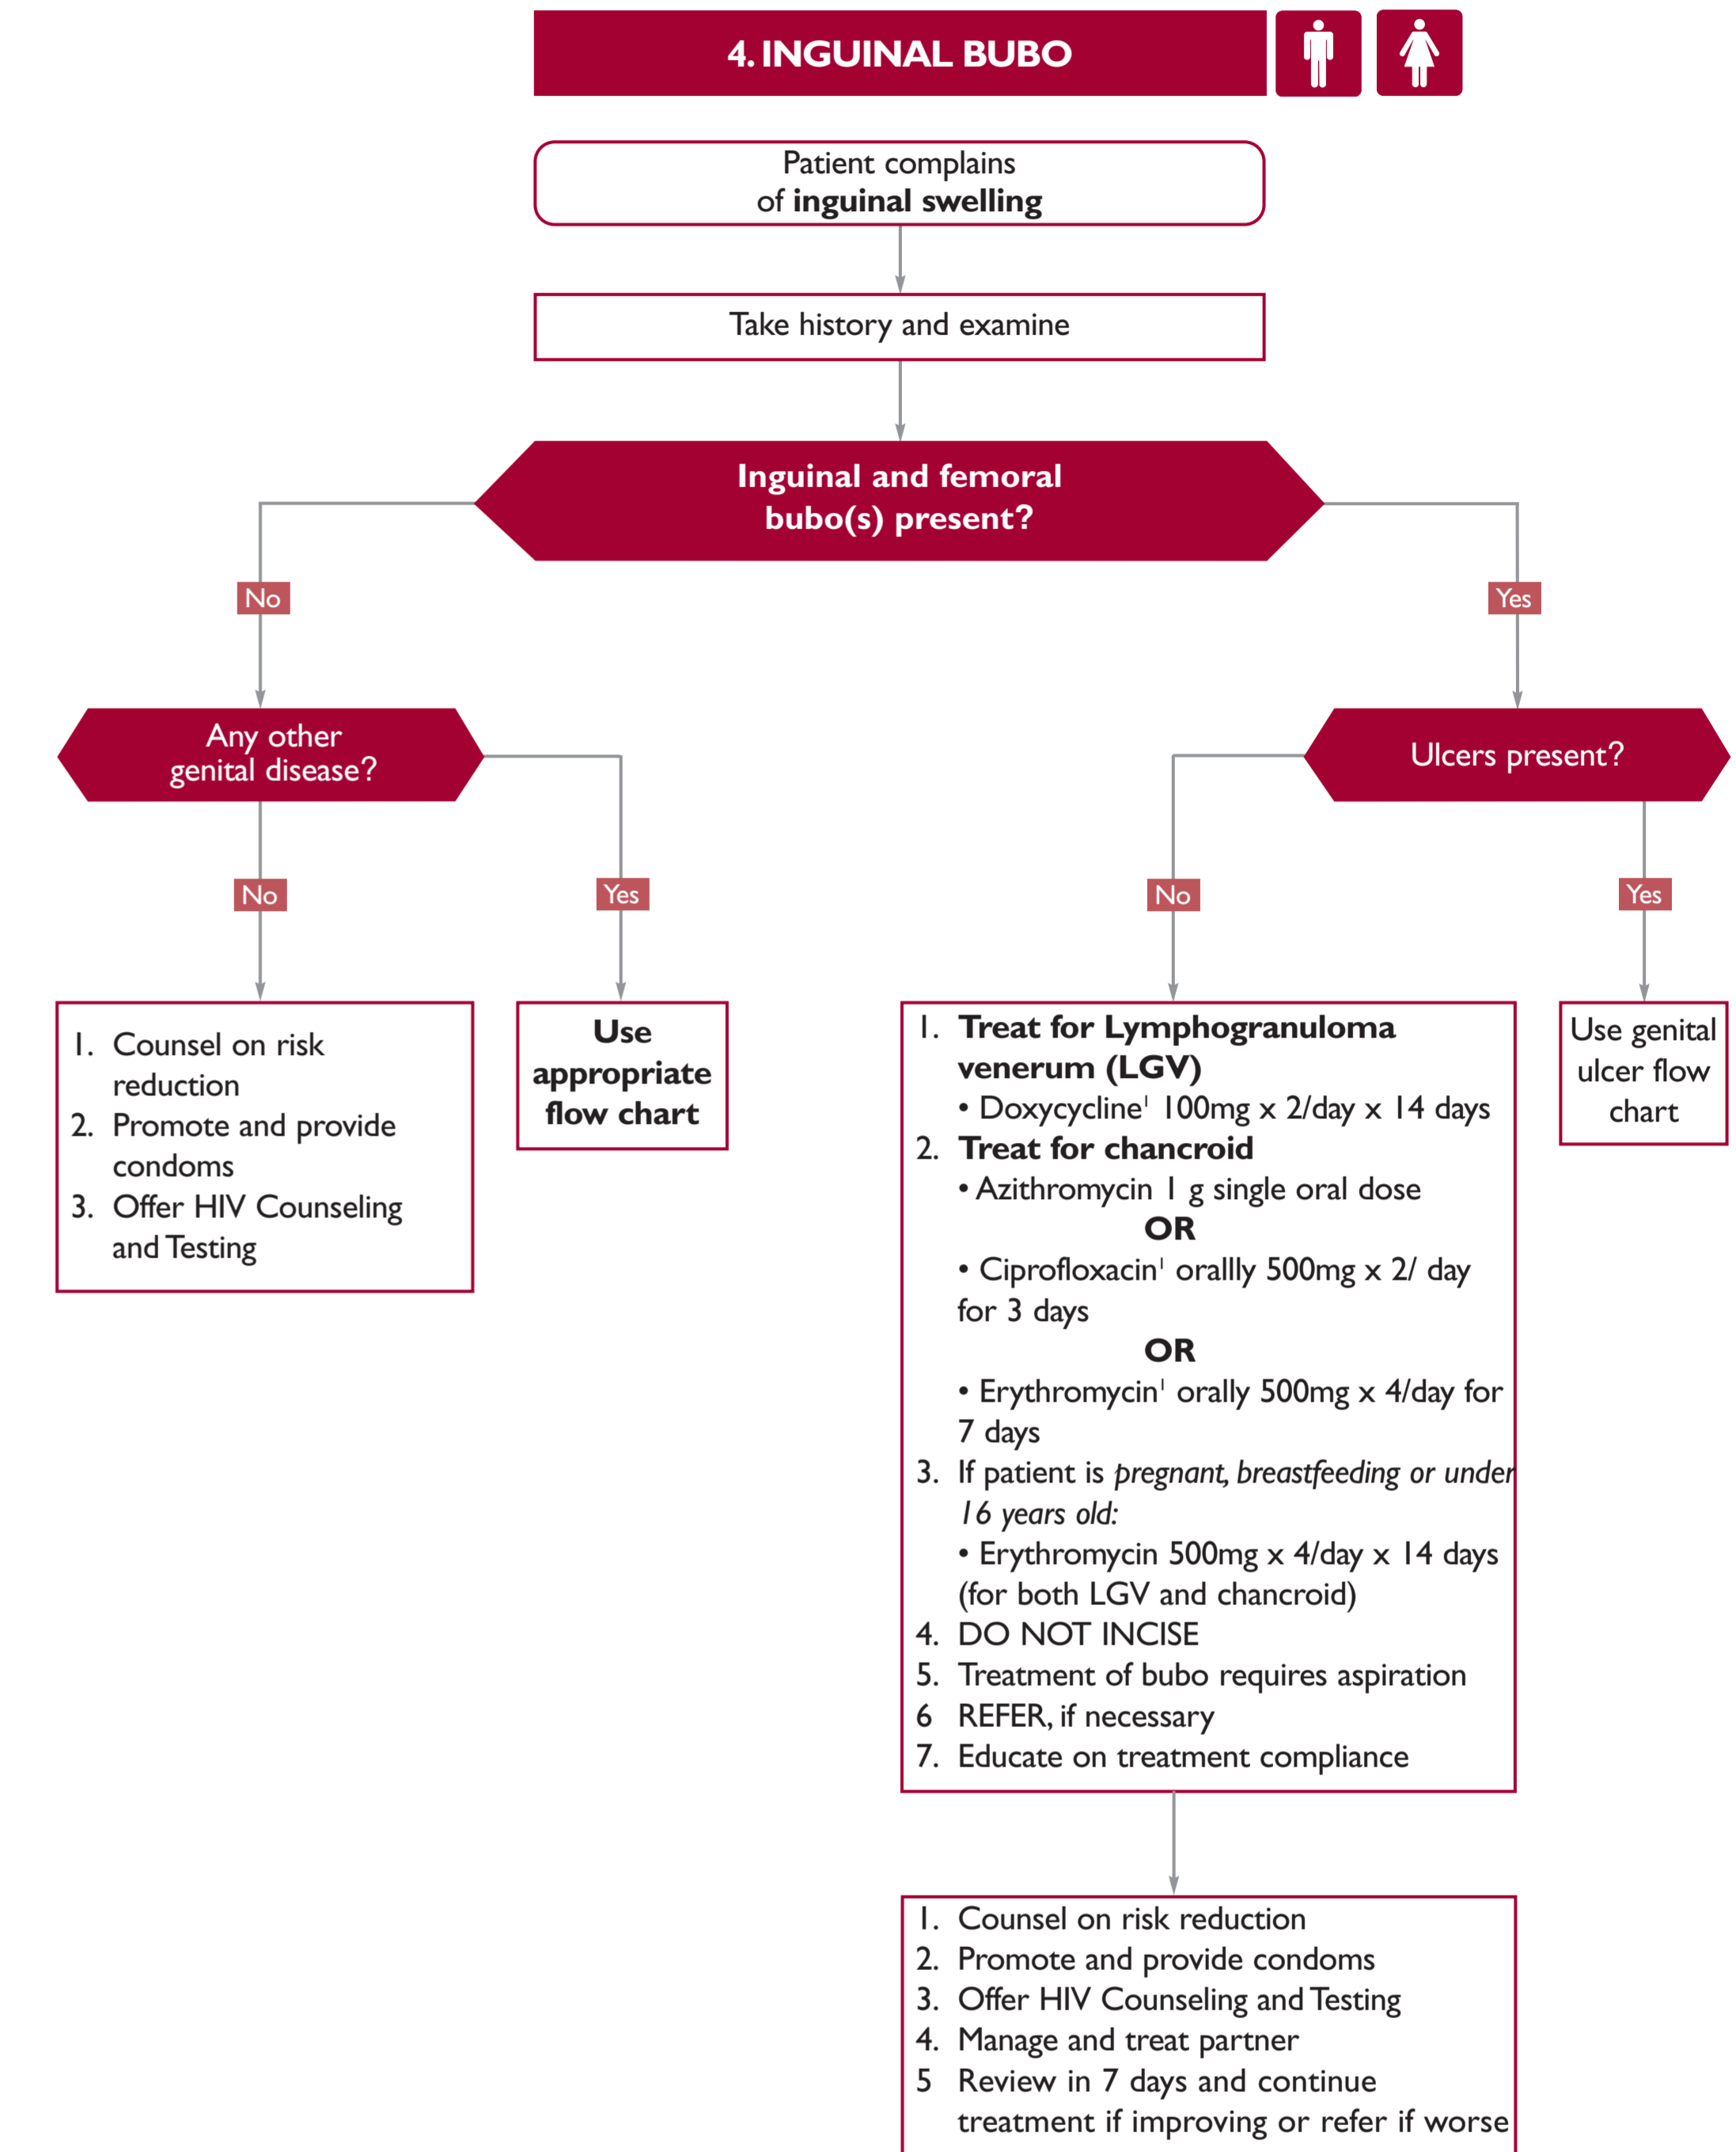 4. INGUINAL BUBO
Patient complains
of inguinal swelling
Take history and examine
Inguinal and femoral
bubo(s) present?
No
Yes
Any other
genital disease?
Ulcers present?
No
Yes
No
Yes
1. Counsel on risk
reduction
2. Promote and provide
condoms
3. Offer HIV Counseling
and Testing
Use
appropriate
flow chart
1. Treat for Lymphogranuloma
venerum (LGV)
• Doxycycline¹ 100mg x 2/day x 14 days
2. Treat for chancroid
• Azithromycin 1 g single oral dose
OR
• Ciprofloxacin¹ orallly 500mg x 2/ day
for 3 days
OR
• Erythromycin¹ orally 500mg x 4/day for
7 days
3. If patient is pregnant, breastfeeding or under
16 years old:
• Erythromycin 500mg x 4/day x 14 days
(for both LGV and chancroid)
4. DO NOT INCISE
5. Treatment of bubo requires aspiration
6 REFER, if necessary
7. Educate on treatment compliance
Use genital
ulcer flow
chart
1. Counsel on risk reduction
2. Promote and provide condoms
3. Offer HIV Counseling and Testing
4. Manage and treat partner
5 Review in 7 days and continue
treatment if improving or refer if worse